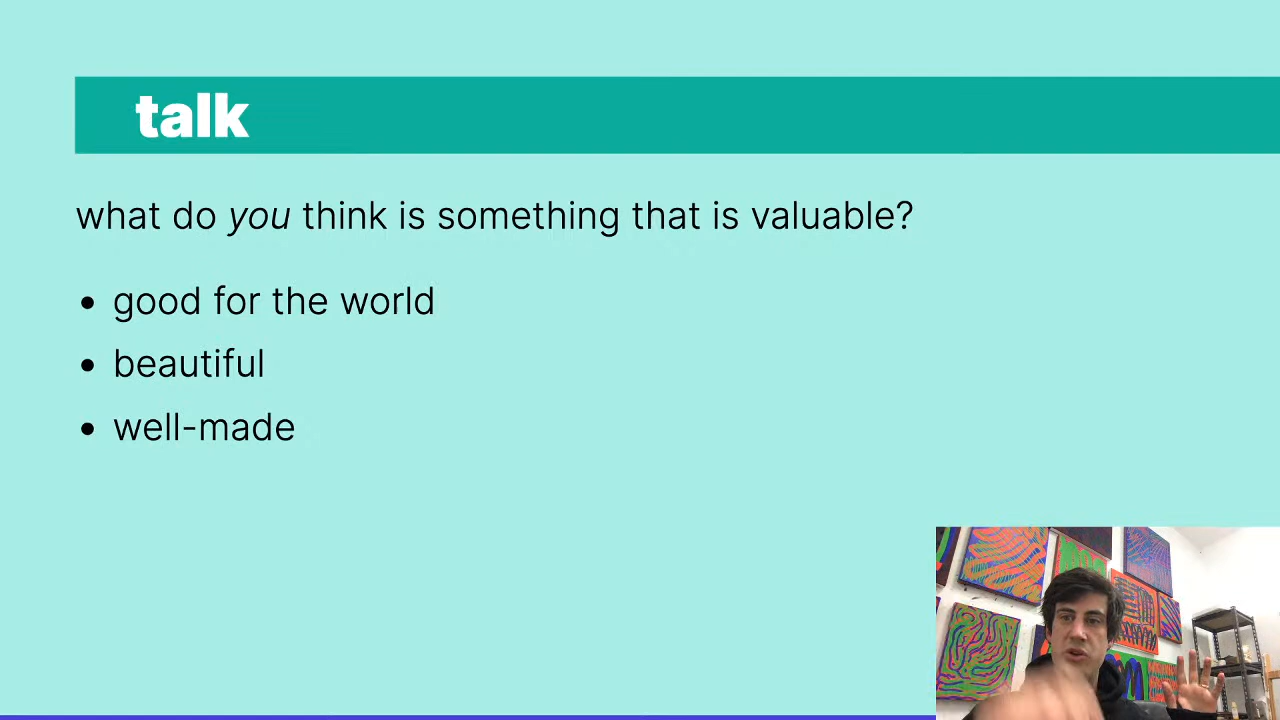 talk
what do you think is something that is valuable?
• good for the world
• beautiful
• well-made